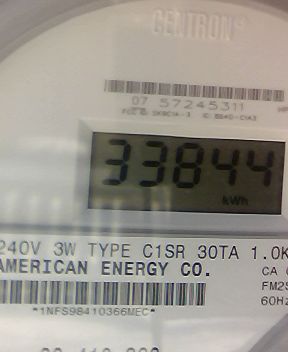 CENTRON®
07 57245311
33844
kWh
240V 3W TYPE C1SR 30TA 1.0K
AMERICAN ENERGY CO.
CA
FM2S
60Hz
*1NFS98410366MEC*